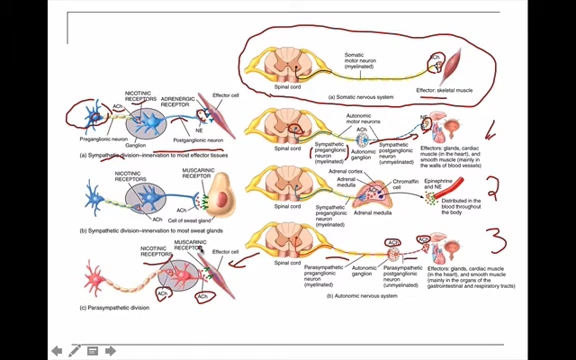 ACh
Somatic
motor neuron
(myelinated)
Spinal cord
Effector: skeletal muscle
(a) Somatic nervous system
NICOTINIC
RECEPTORS
ADRENERGIC
RECEPTOR
Effector cell
ACh
NE
Preganglionic neuron
Ganglion
Postganglionic neuron
(a) Sympathetic division–innervation to most effector tissues
Autonomic
motor neurons
NE
ACh
Spinal cord
Sympathetic
preganglionic
neuron
(myelinated)
Autonomic
ganglion
Sympathetic
postganglionic
neuron
(unmyelinated)
Effectors: glands, cardiac
muscle (in the heart), and
smooth muscle (mainly in
the walls of blood vessels)
1
NICOTINIC
RECEPTORS
MUSCARINIC
RECEPTOR
ACh
ACh
Cell of sweat gland
(b) Sympathetic division–innervation to most sweat glands
Adrenal cortex
Adrenal
medulla
Chromaffin
cell
Epinephrine
and NE
Spinal cord
Sympathetic
preganglionic
neuron
(myelinated)
Adrenal medulla
Distributed in the
blood throughout
the body
2
NICOTINIC
RECEPTORS
MUSCARINIC
RECEPTOR
Effector cell
ACh
ACh
(c) Parasympathetic division
ACh
ACh
Spinal cord
Parasympathetic
preganglionic
neuron
(myelinated)
Autonomic
ganglion
Parasympathetic
postganglionic
neuron
(unmyelinated)
Effectors: glands, cardiac
muscle (in the heart), and
smooth muscle (mainly
in the organs of the
gastrointestinal and respiratory tracts)
3
(b) Autonomic nervous system